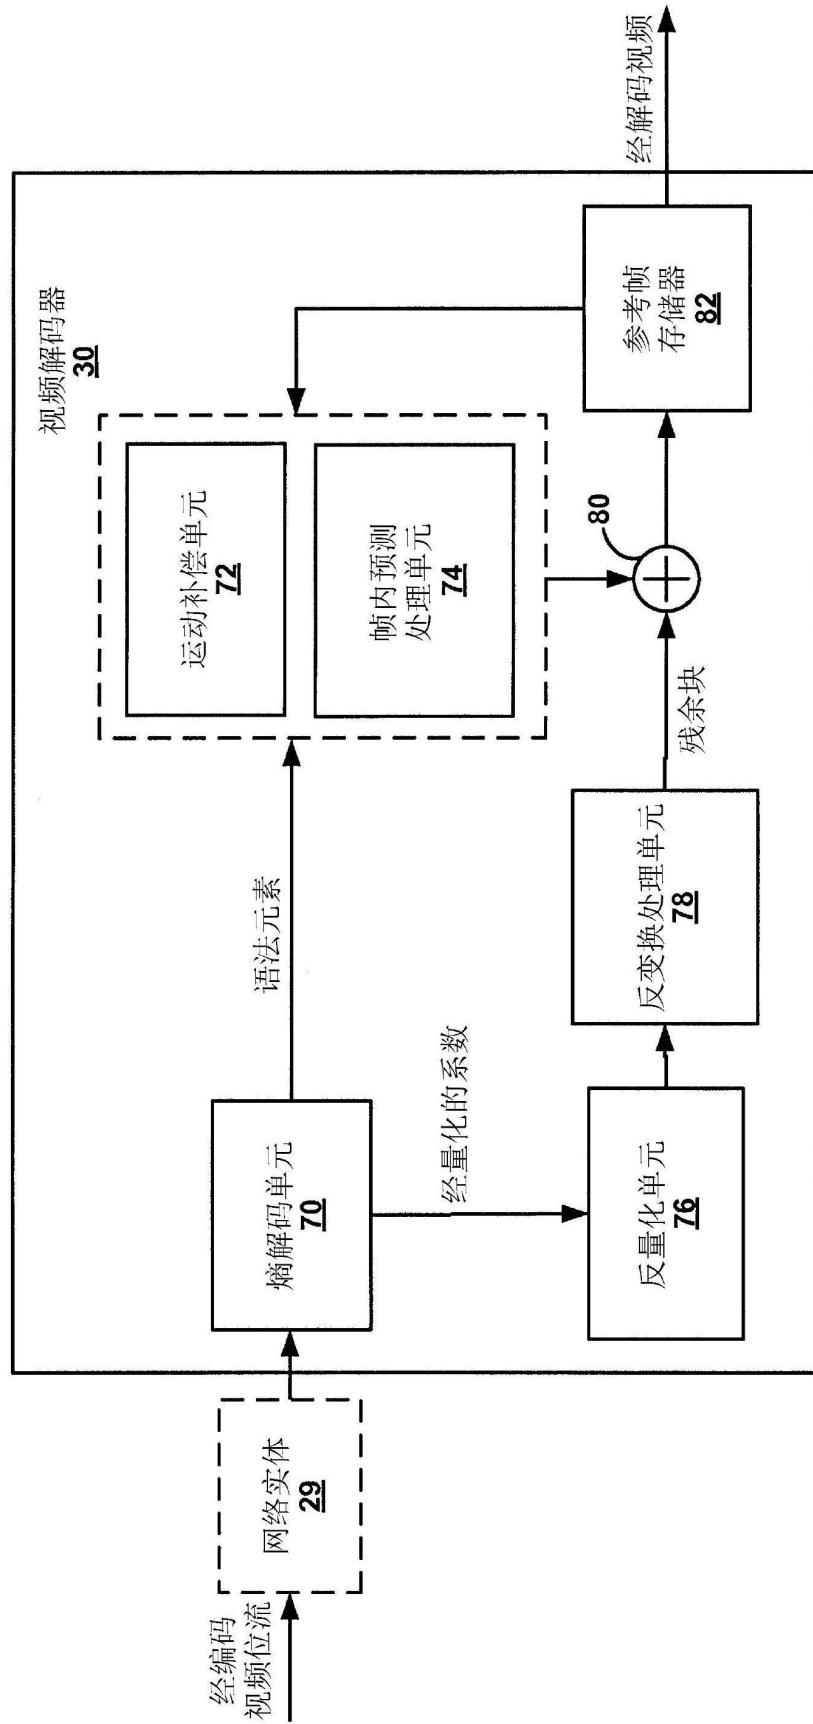 视频解码器
30
经编码
视频位流
网络实体
29
熵解码单元
70
语法元素
运动补偿单元
72
帧内预测
处理单元
74
经量化的系数
反量化单元
76
反变换处理单元
78
残余块
80
参考帧
存储器
82
经解码视频